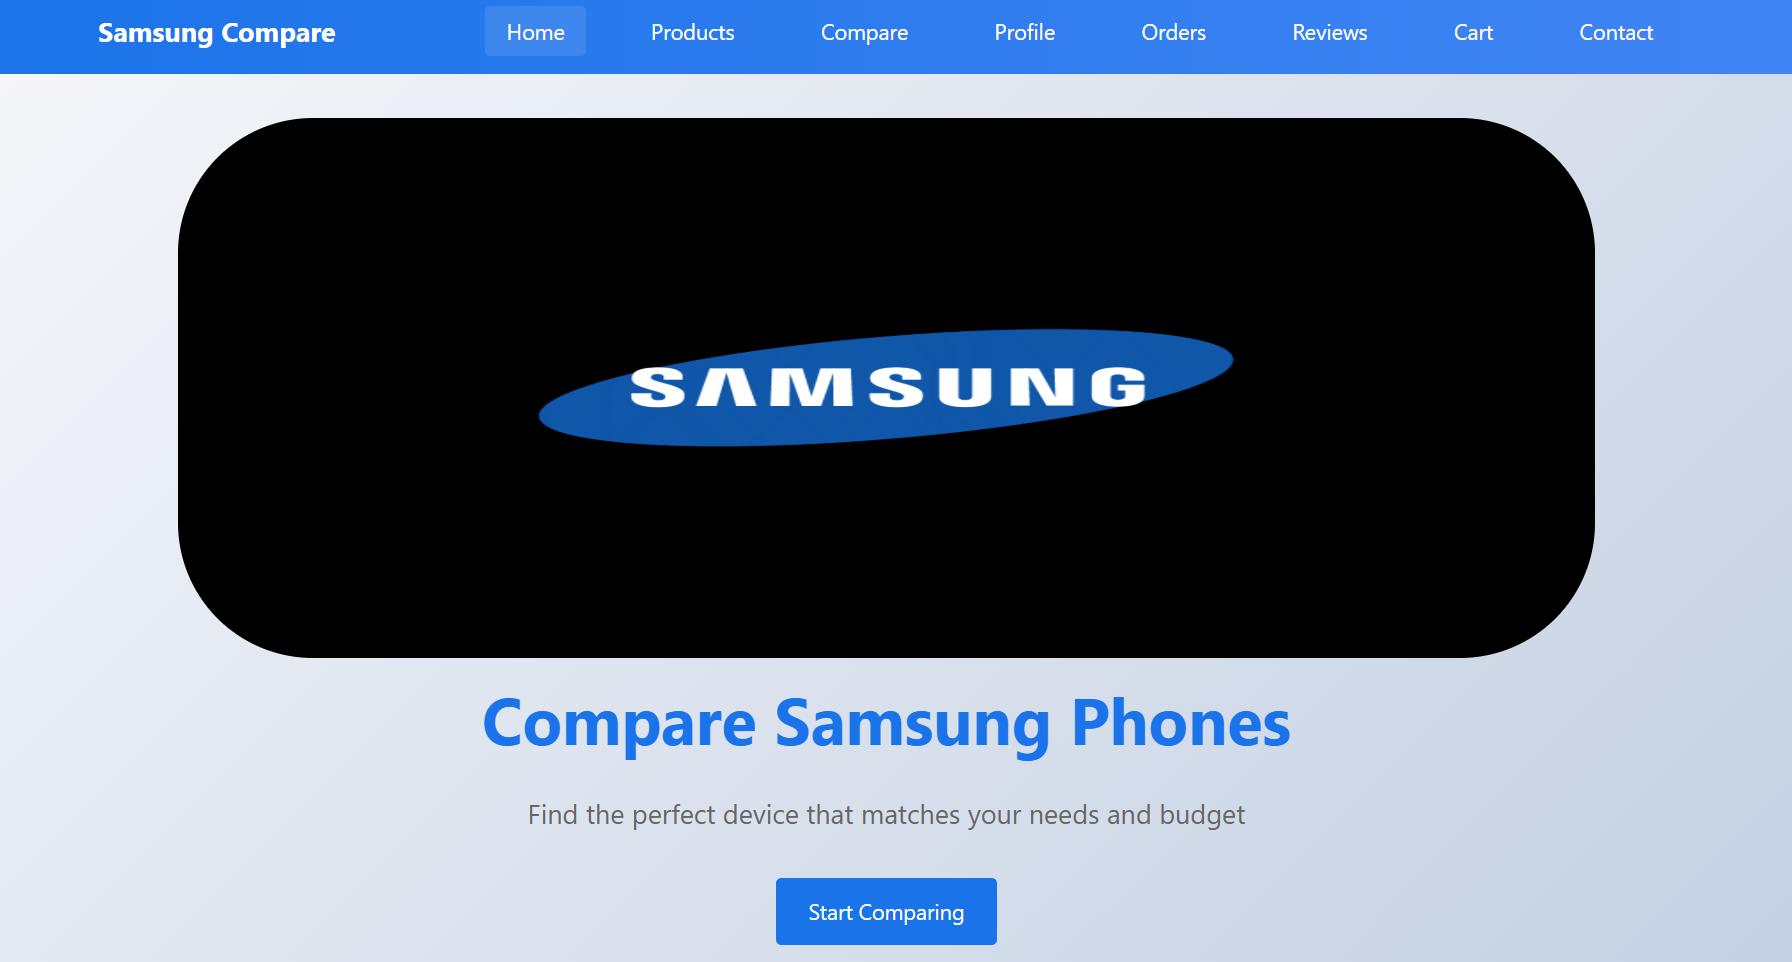 Samsung Compare Home Products Compare Profile Orders Reviews Cart Contact
SAMSUNG
Compare Samsung Phones
Find the perfect device that matches your needs and budget
Start Comparing